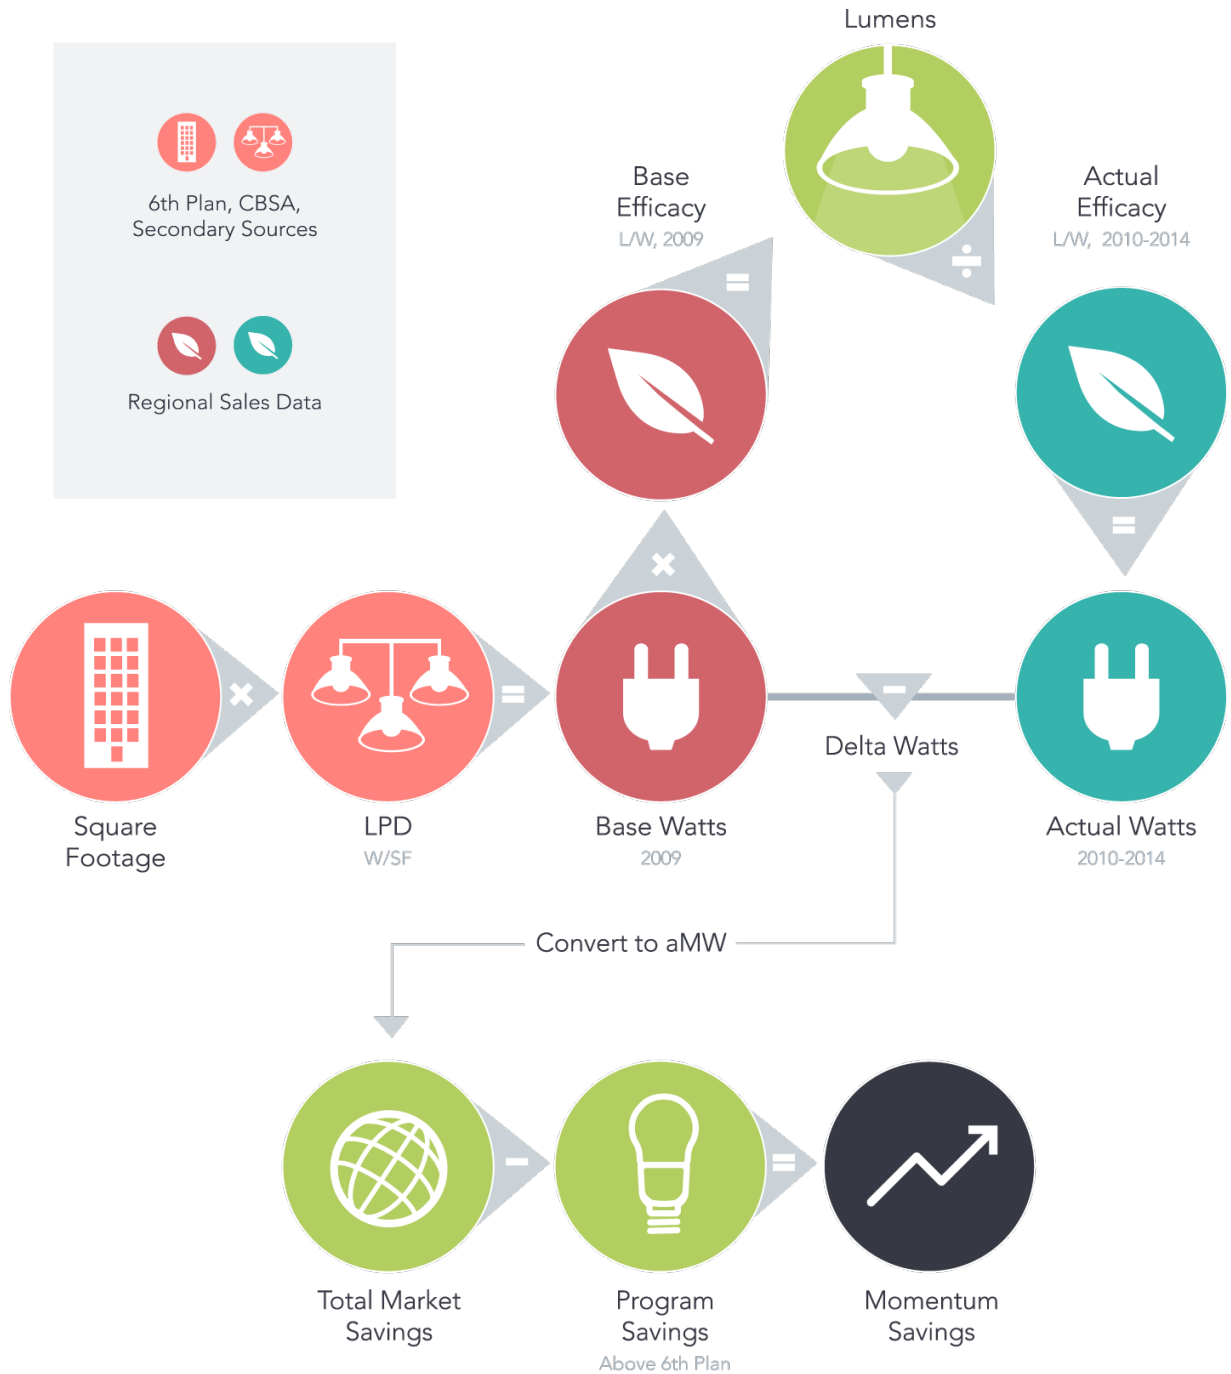 Lumens
6th Plan, CBSA,
Secondary Sources
Regional Sales Data
Base
Efficacy
L/W, 2009
=
÷
Actual
Efficacy
L/W, 2010-2014
=
×
×
=
-
Delta Watts
Square
Footage
LPD
W/SF
Base Watts
2009
Actual Watts
2010-2014
Convert to aMW
-
=
Total Market
Savings
Program
Savings
Above 6th Plan
Momentum
Savings